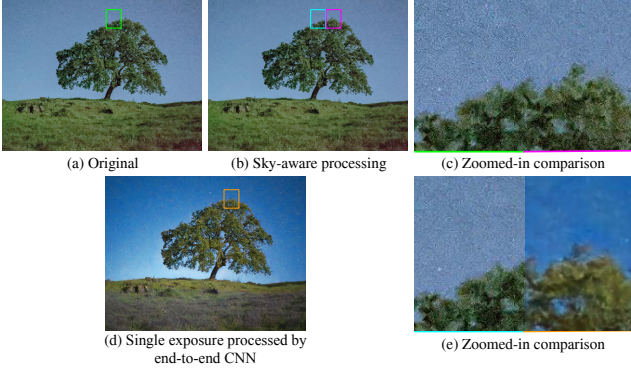 (a) Original
(b) Sky-aware processing
(c) Zoomed-in comparison
(d) Single exposure processed by
end-to-end CNN
(e) Zoomed-in comparison